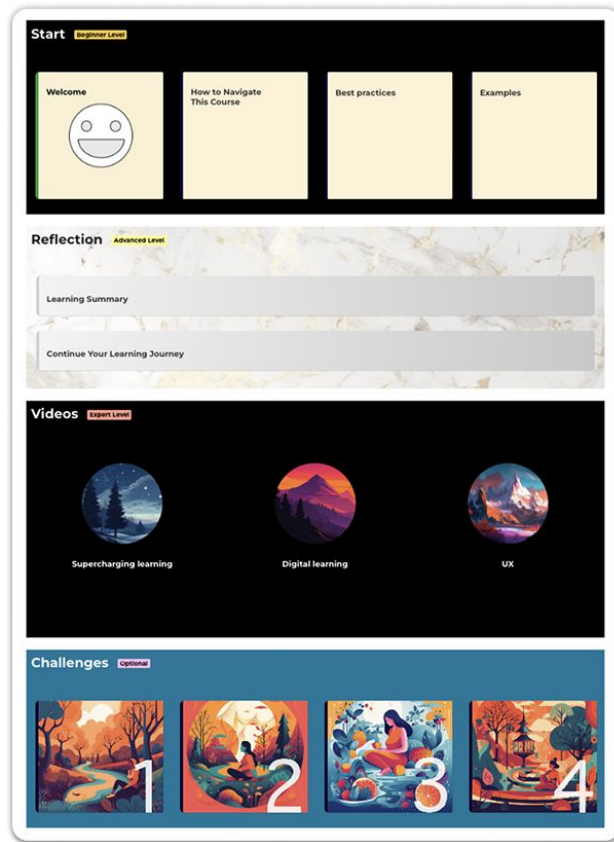 Start Beginner Level
Welcome
How to Navigate
This Course
Best practices
Examples
Reflection Advanced Level
Learning Summary
Continue Your Learning Journey
Videos Expert Level
Supercharging learning
Digital learning
UX
Challenges Optional
1
2
3
4